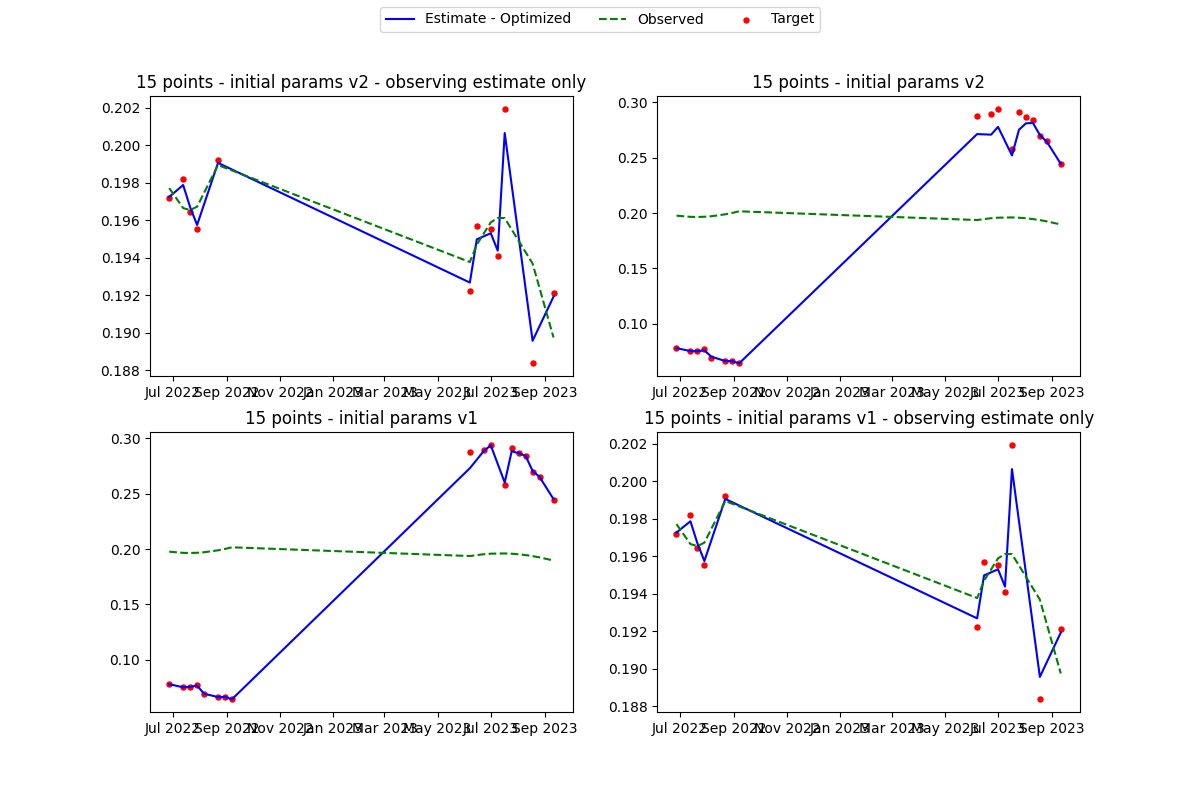 Estimate - Optimized Observed Target
15 points - initial params v2 - observing estimate only
0.202
0.200
0.198
0.196
0.194
0.192
0.190
0.188
Jul 2022 Sep 2022 Nov 2022 Jan 2023 Mar 2023 May 2023 Jul 2023 Sep 2023
15 points - initial params v2
0.30
0.25
0.20
0.15
0.10
Jul 2022 Sep 2022 Nov 2022 Jan 2023 Mar 2023 May 2023 Jul 2023 Sep 2023
15 points - initial params v1
0.30
0.25
0.20
0.15
0.10
Jul 2022 Sep 2022 Nov 2022 Jan 2023 Mar 2023 May 2023 Jul 2023 Sep 2023
15 points - initial params v1 - observing estimate only
0.202
0.200
0.198
0.196
0.194
0.192
0.190
0.188
Jul 2022 Sep 2022 Nov 2022 Jan 2023 Mar 2023 May 2023 Jul 2023 Sep 2023